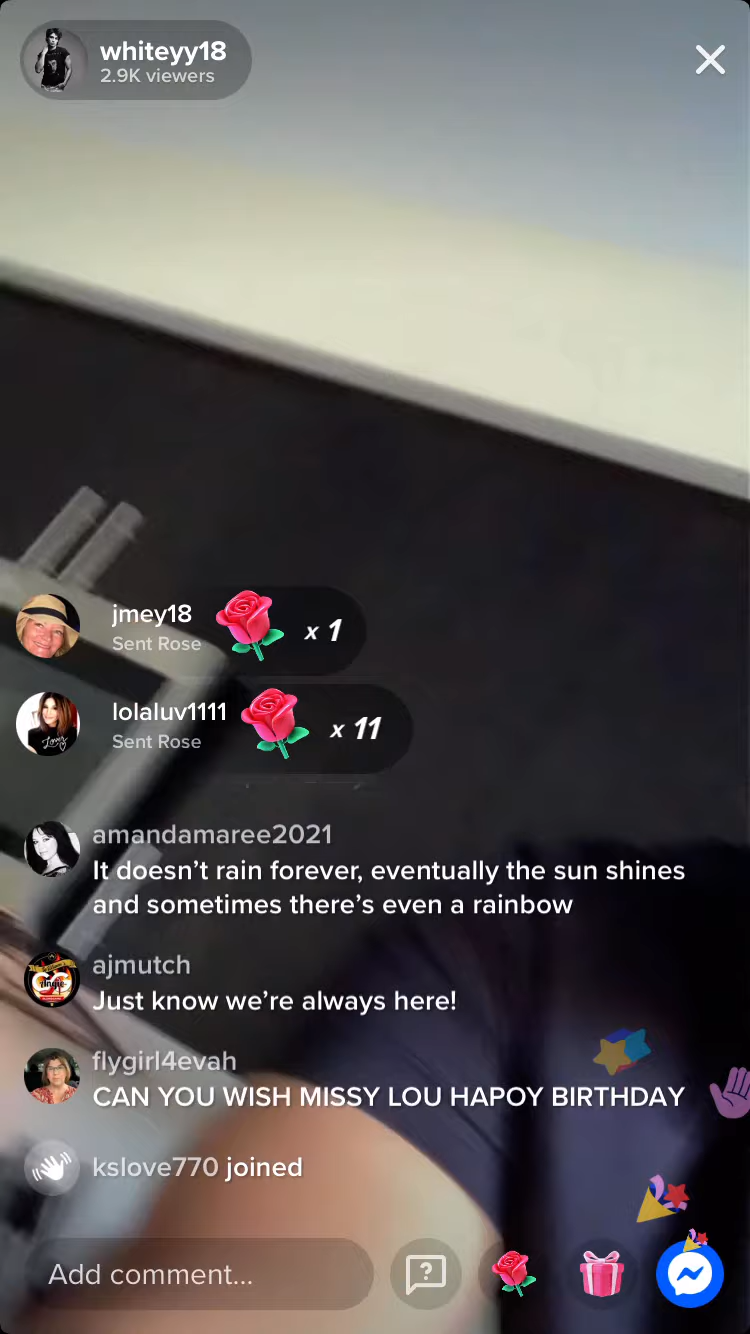 whiteyy18
2.9K viewers
jmey18
Sent Rose
x 1
lolaluv1111
Sent Rose
x 11
amandamaree2021
It doesn’t rain forever, eventually the sun shines
and sometimes there’s even a rainbow
ajmutch
Just know we’re always here!
flygirl4evah
CAN YOU WISH MISSY LOU HAPOY BIRTHDAY
kslove770 joined
Add comment...
?